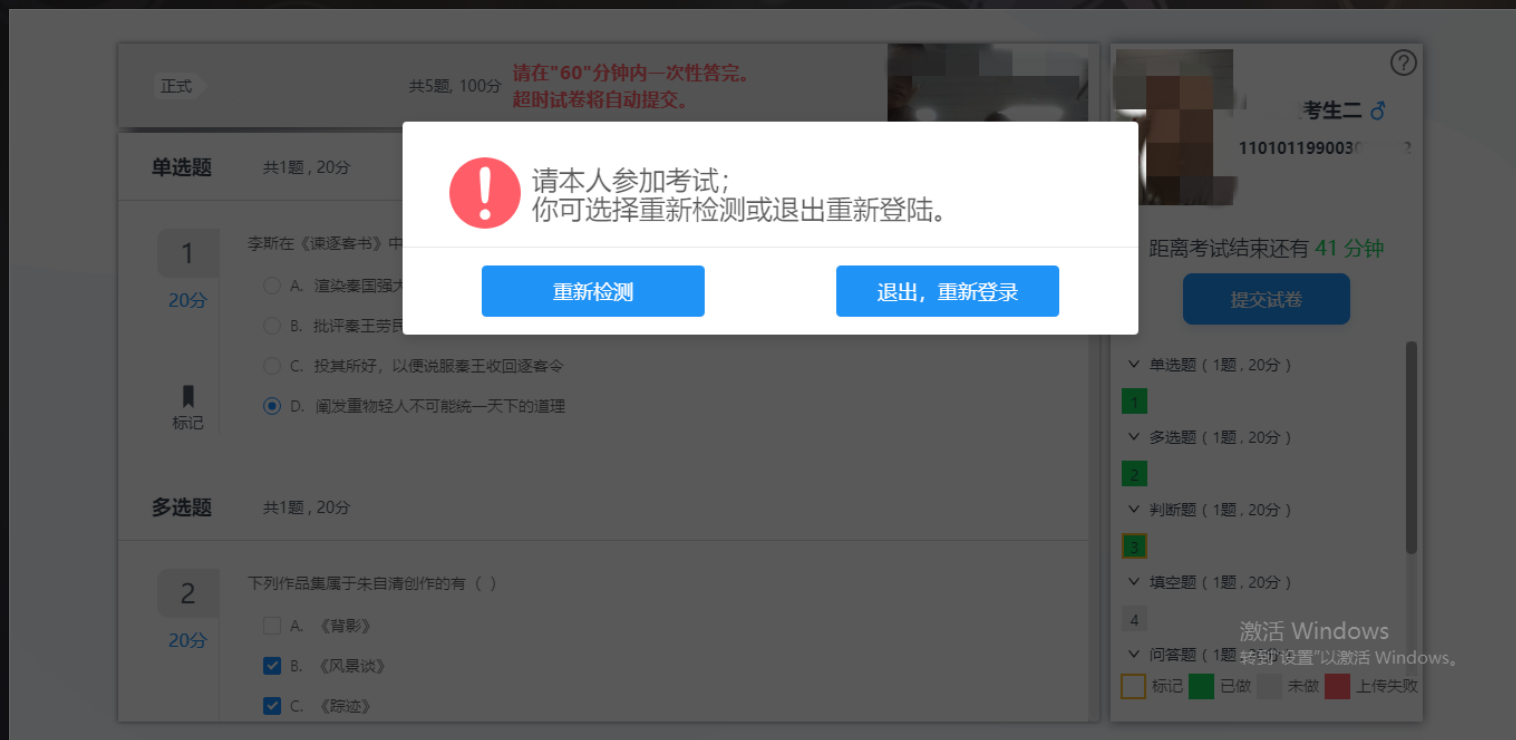 正式
共5题, 100分
请在"60"分钟内一次性答完。
超时试卷将自动提交。
考生二
1101011990030
2
请本人参加考试；
你可选择重新检测或退出重新登陆。
重新检测
退出，重新登录
单选题 共1题 , 20分
1
20分
标记
李斯在《谏逐客书》中
A. 渲染秦国强大
B. 批评秦王劳民
C. 投其所好，以便说服秦王收回逐客令
D. 阐发重物轻人不可能统一天下的道理
多选题 共1题 , 20分
2
20分
下列作品集属于朱自清创作的有（ ）
A. 《背影》
B. 《风景谈》
C. 《踪迹》
距离考试结束还有 41 分钟
提交试卷
单选题 ( 1题 , 20分 )
1
多选题 ( 1题 , 20分 )
2
判断题 ( 1题 , 20分 )
3
填空题 ( 1题 , 20分 )
4
问答题 ( 1题
标记 已做 未做 上传失败
激活 Windows
转到"设置"以激活 Windows。